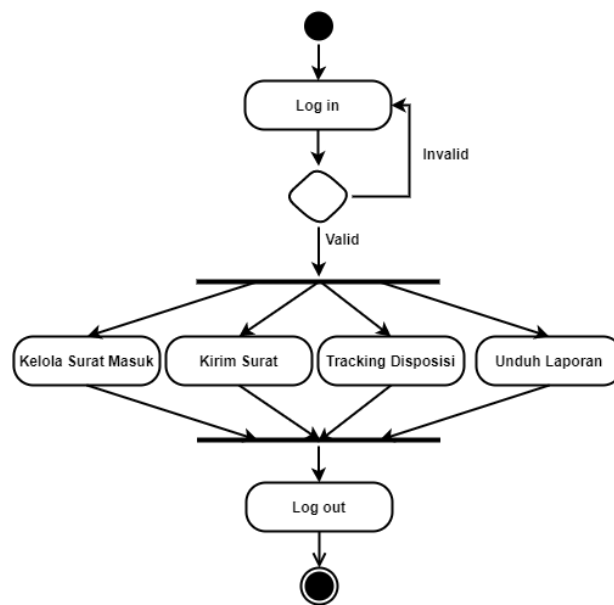 Log in
Invalid
Valid
Kelola Surat Masuk
Kirim Surat
Tracking Disposisi
Unduh Laporan
Log out